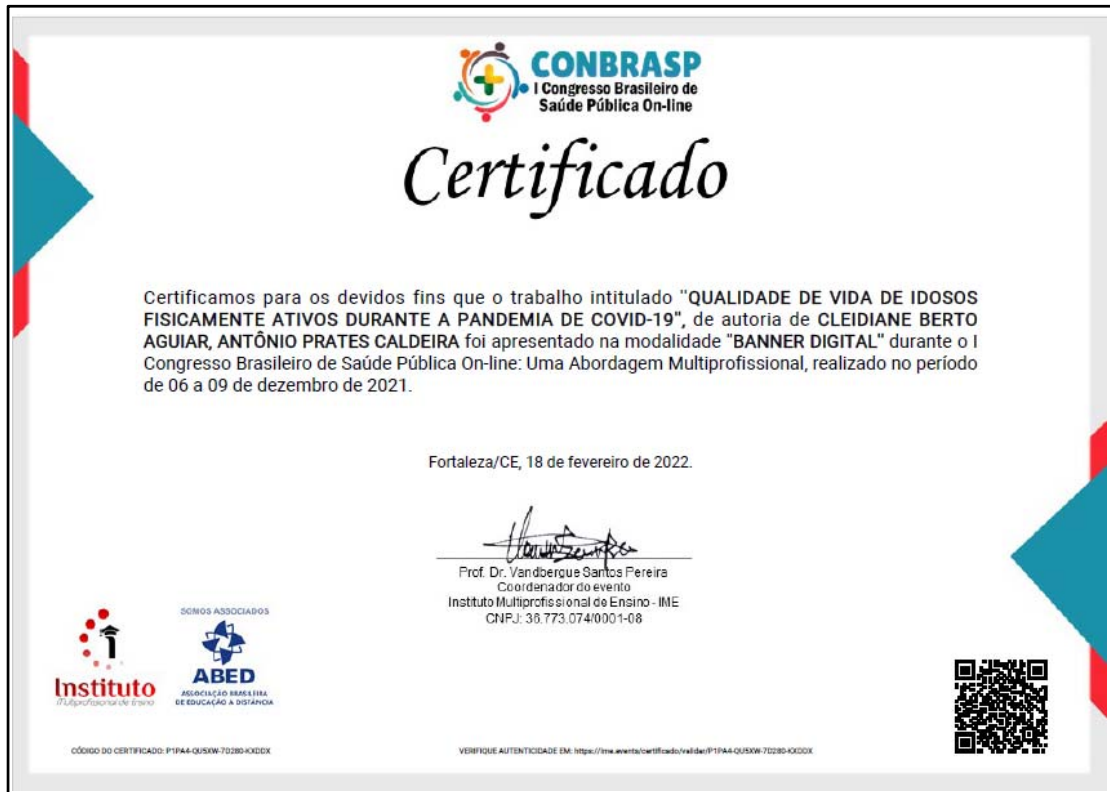 CONBRASP
I Congresso Brasileiro de
Saúde Pública On-line
Certificado
Certificamos para os devidos fins que o trabalho intitulado "QUALIDADE DE VIDA DE IDOSOS
FISICAMENTE ATIVOS DURANTE A PANDEMIA DE COVID-19", de autoria de CLEIDIANE BERTO
AGUIAR, ANTÔNIO PRATES CALDEIRA foi apresentado na modalidade "BANNER DIGITAL" durante o I
Congresso Brasileiro de Saúde Pública On-line: Uma Abordagem Multiprofissional, realizado no período
de 06 a 09 de dezembro de 2021.
Fortaleza/CE, 18 de fevereiro de 2022.
Prof. Dr. Vandbergue Santos Pereira
Coordenador do evento
Instituto Multiprofissional de Ensino - IME
CNPJ: 36.773.074/0001-08
Instituto
Multiprofissional de Ensino
SOMOS ASSOCIADOS
ABED
ASSOCIAÇÃO BRASILEIRA
DE EDUCAÇÃO A DISTÂNCIA
CÓDIGO DO CERTIFICADO: P1PA4-QU5XW-7D280-KXDDX
VERIFIQUE AUTENTICIDADE EM: https://ime.events/certificado/validar/P1PA4-QU5XW-7D280-KXDDX